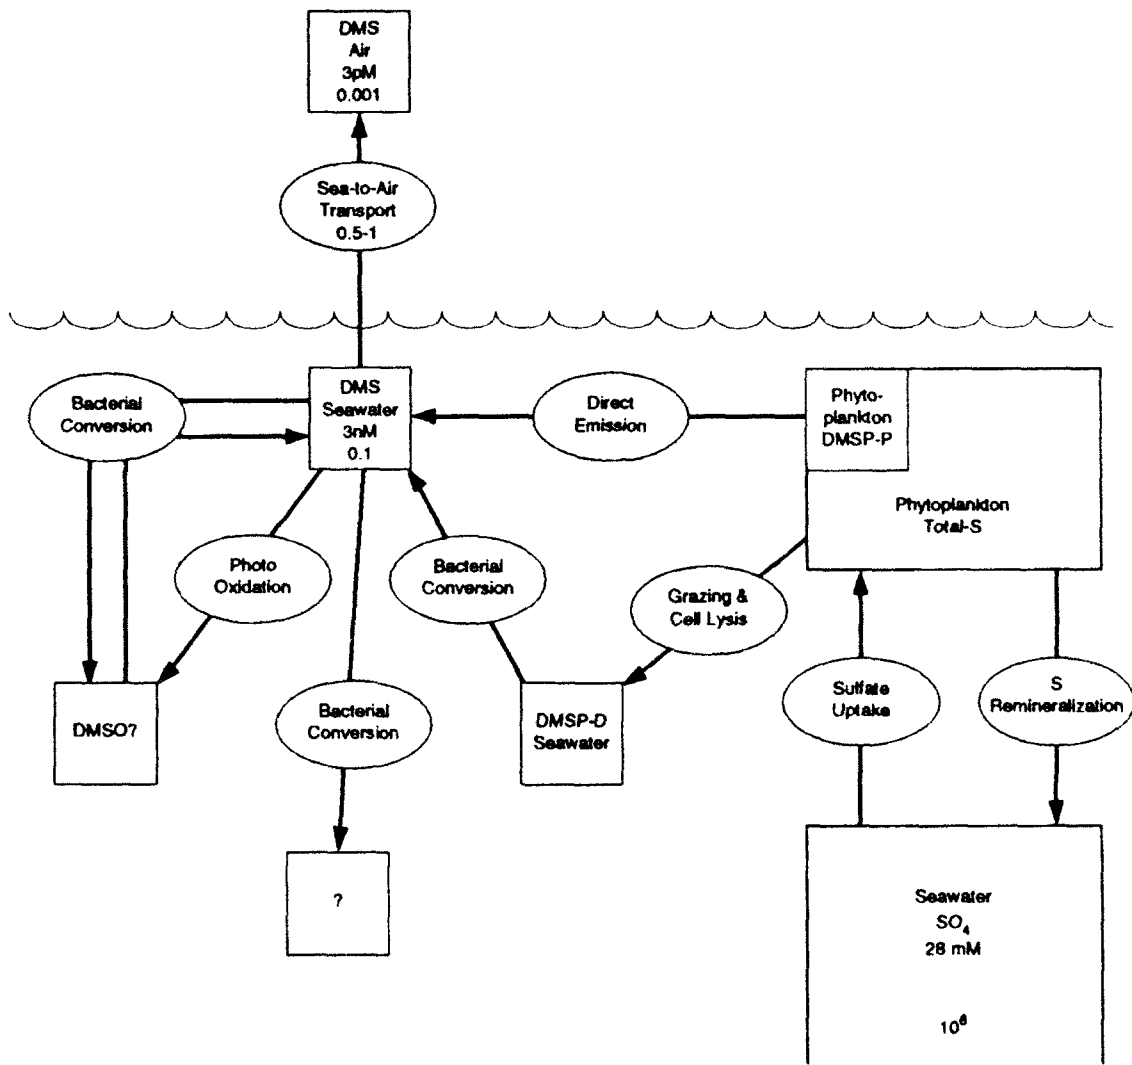 DMS
Air
3pM
0.001
Sea-to-Air
Transport
0.5-1
Bacterial
Conversion
DMS
Seawater
3nM
0.1
Direct
Emission
Phyto-
plankton
DMSP-P
Phytoplankton
Total-S
Photo
Oxidation
Bacterial
Conversion
Grazing &
Cell Lysis
DMSO?
Bacterial
Conversion
DMSP-D
Seawater
Sulfate
Uptake
S
Remineralization
?
Seawater
SO₄
28 mM
10⁶